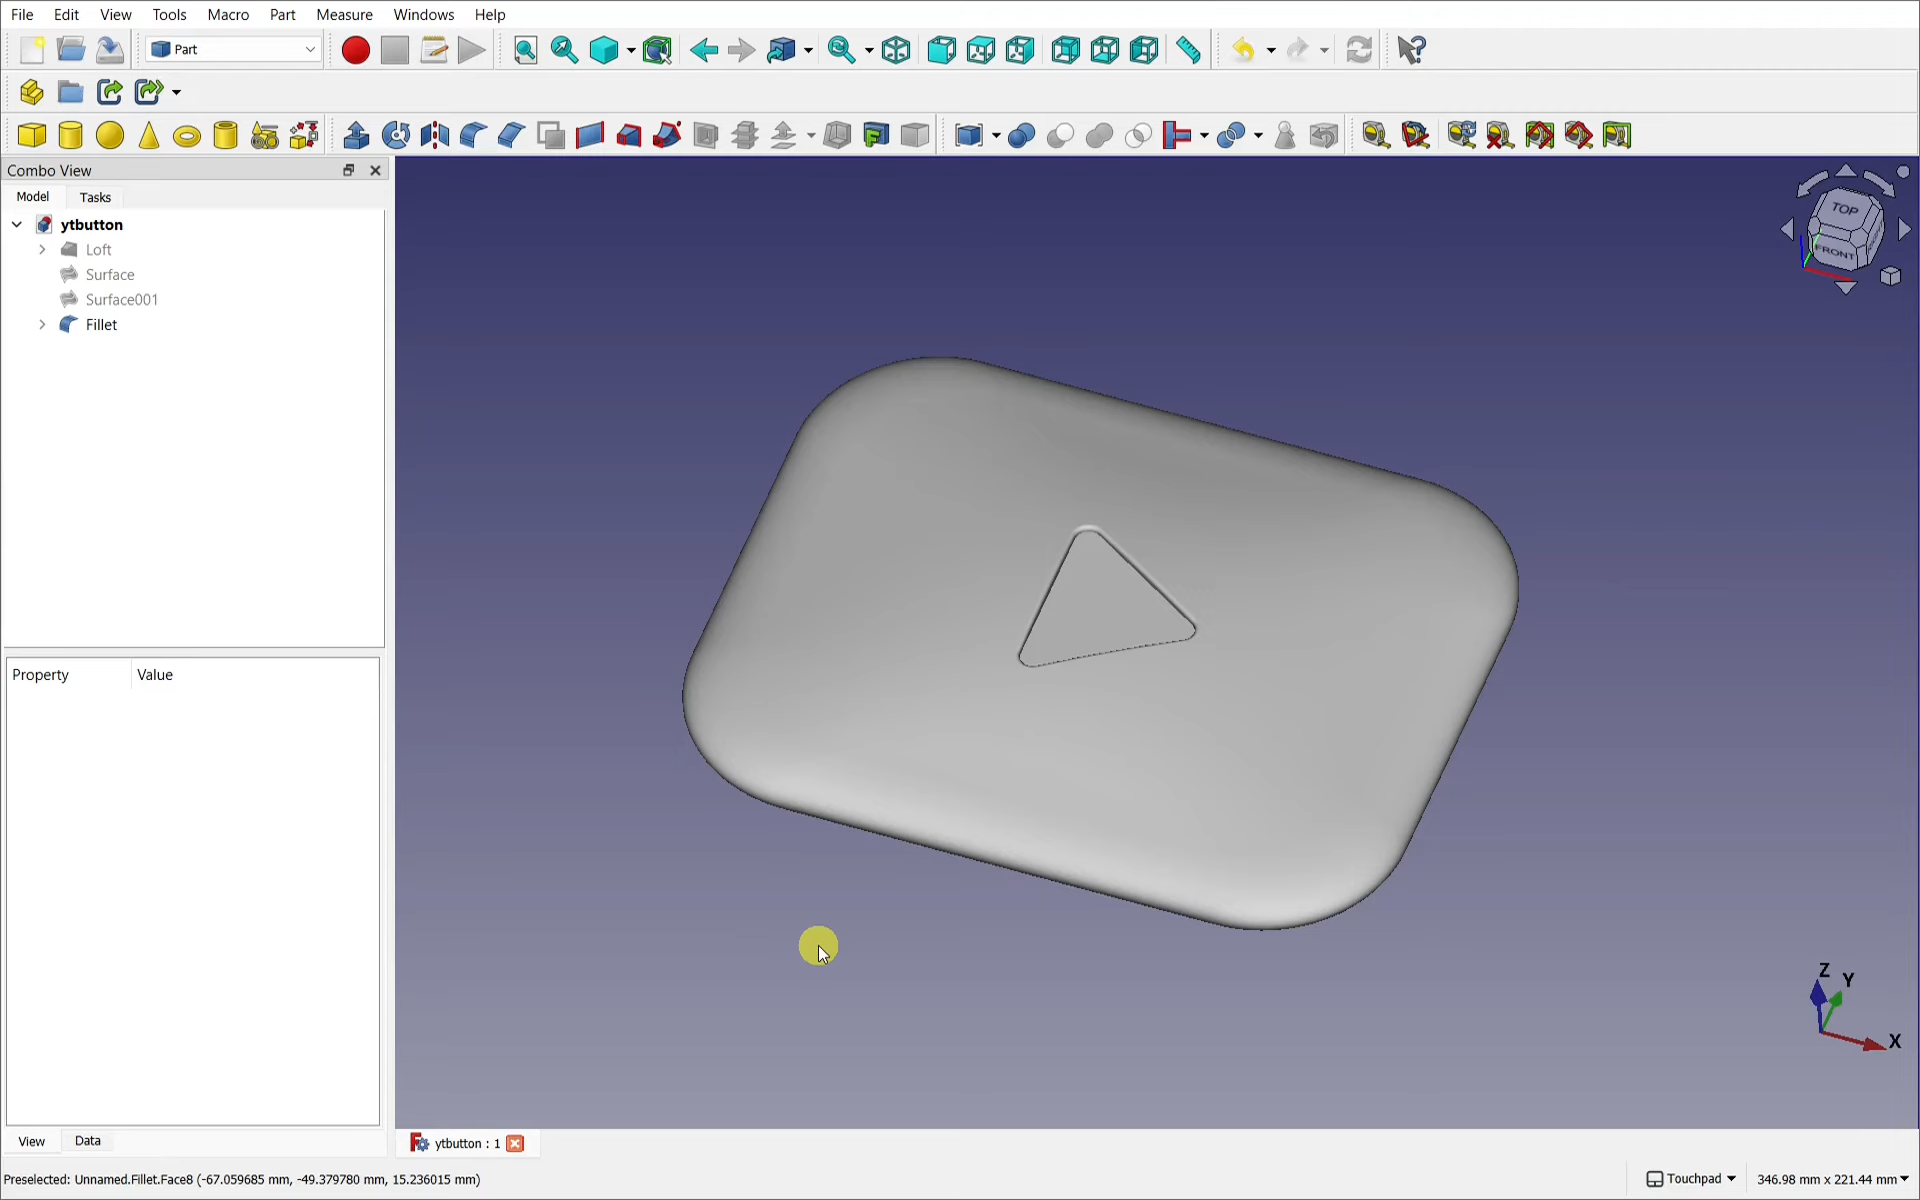 File Edit View Tools Macro Part Measure Windows Help
Part
Combo View
Model Tasks
ytbutton
Loft
Surface
Surface001
Fillet
Property Value
View Data
TOP
FRONT
Z Y
X
ytbutton : 1
Preselected: Unnamed.Fillet.Face8 (-67.059685 mm, -49.379780 mm, 15.236015 mm)
Touchpad 346.98 mm x 221.44 mm